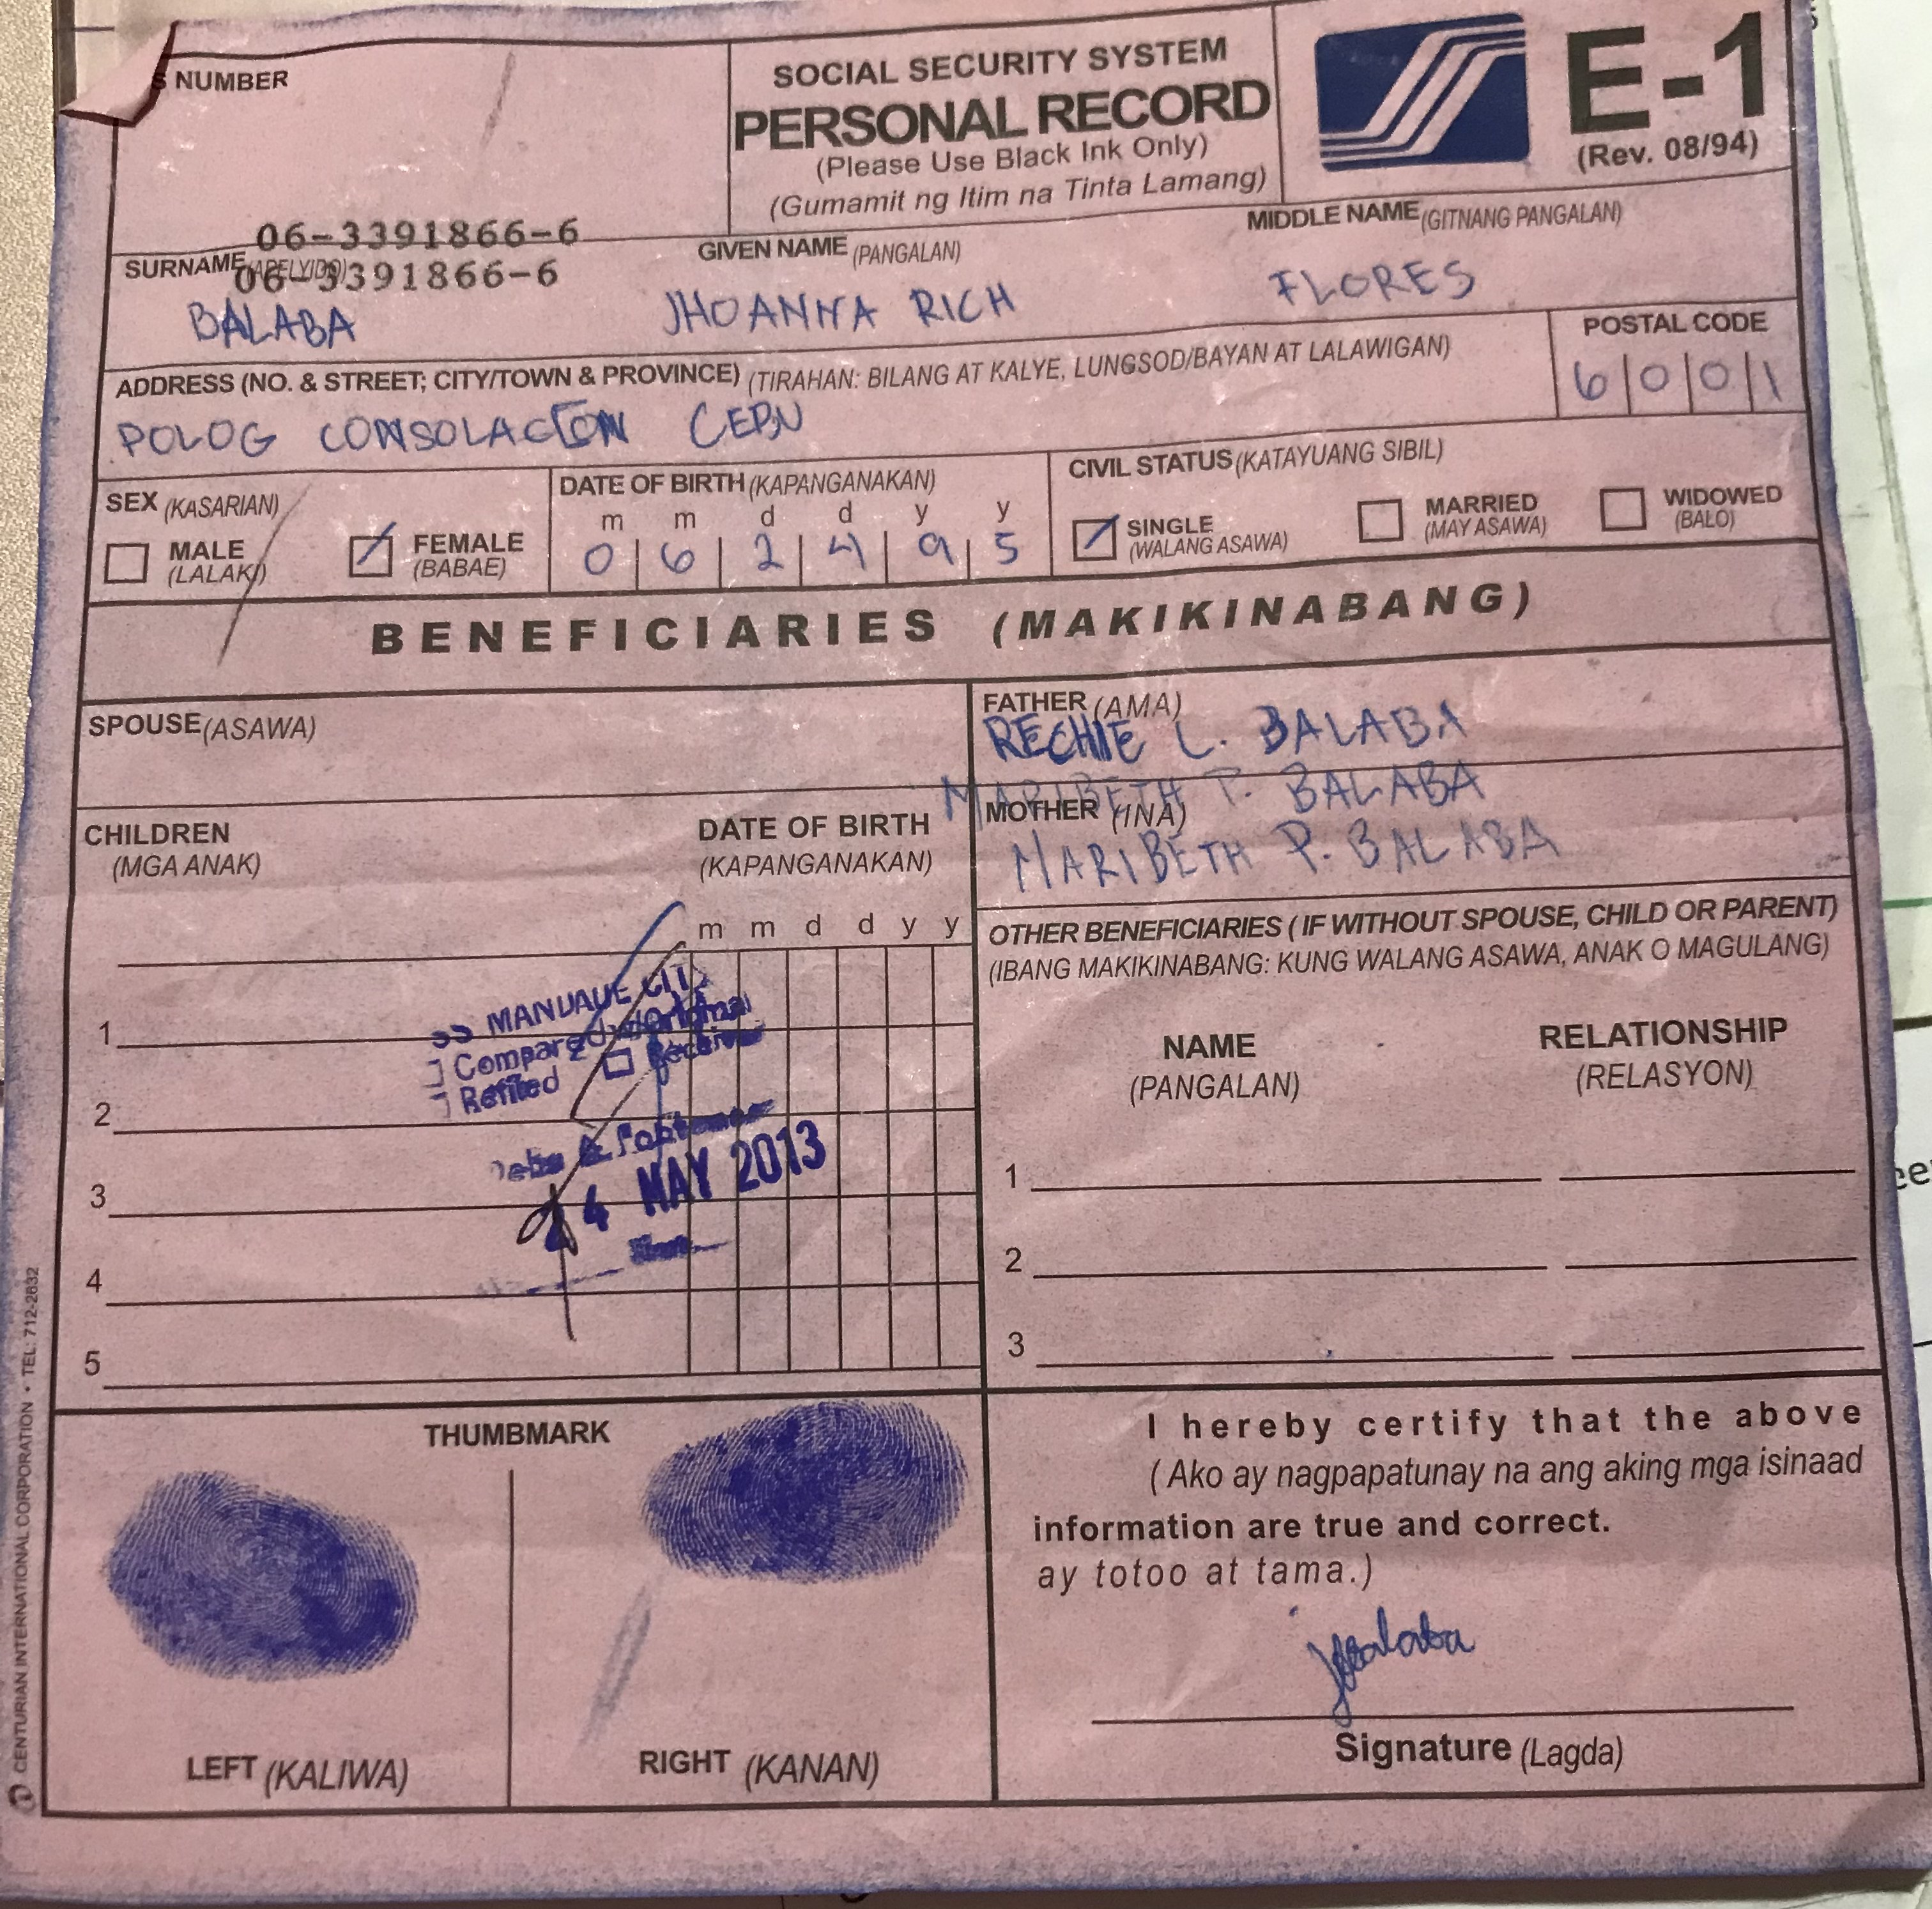 S NUMBER
SOCIAL SECURITY SYSTEM
PERSONAL RECORD
(Please Use Black Ink Only)
(Gumamit ng Itim na Tinta Lamang)
E-1
(Rev. 08/94)
06-3391866-6
06-3391866-6
SURNAME (APELYIDO) GIVEN NAME (PANGALAN) MIDDLE NAME (GITNANG PANGALAN)
BALABA JHOANNA RICH FLORES
ADDRESS (NO. & STREET; CITY/TOWN & PROVINCE) (TIRAHAN: BILANG AT KALYE, LUNGSOD/BAYAN AT LALAWIGAN) POSTAL CODE
POLOG CONSOLACION CEBU 6 0 0 1
SEX (KASARIAN) DATE OF BIRTH (KAPANGANAKAN) CIVIL STATUS (KATAYUANG SIBIL)
m m d d y y
MALE FEMALE 0 6 2 4 9 5 SINGLE MARRIED WIDOWED
(LALAKI) (BABAE) (WALANG ASAWA) (MAY ASAWA) (BALO)
BENEFICIARIES (MAKIKINABANG)
SPOUSE (ASAWA)
FATHER (AMA)
RECHIE L. BALABA
MARIBETH P. BALABA
MOTHER (INA)
MARIBETH P. BALABA
CHILDREN DATE OF BIRTH
(MGA ANAK) (KAPANGANAKAN)
m m d d y y
1
2
3
4
5
MANDAUE
Compared w/original
Refiled Received
24 MAY 2013
OTHER BENEFICIARIES (IF WITHOUT SPOUSE, CHILD OR PARENT)
(IBANG MAKIKINABANG: KUNG WALANG ASAWA, ANAK O MAGULANG)
NAME RELATIONSHIP
(PANGALAN) (RELASYON)
1
2
3
THUMBMARK
LEFT (KALIWA) RIGHT (KANAN)
I hereby certify that the above
(Ako ay nagpapatunay na ang aking mga isinaad
information are true and correct.
ay totoo at tama.)
jfbalaba
Signature (Lagda)
CENTURIAN INTERNATIONAL CORPORATION • TEL: 712-2632